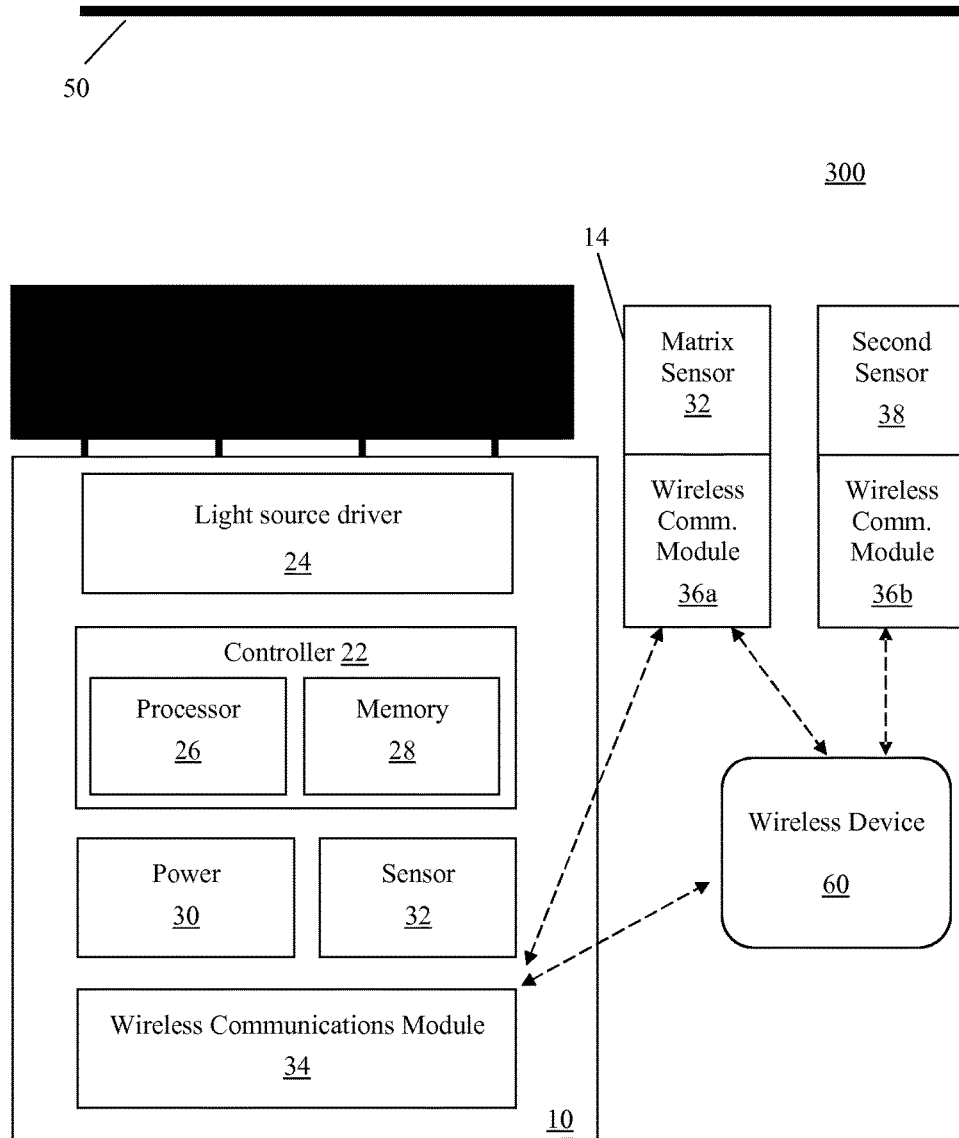 50
300
14
Matrix
Sensor
32
Second
Sensor
38
Wireless
Comm.
Module
36a
Wireless
Comm.
Module
36b
Light source driver
24
Controller 22
Processor
26
Memory
28
Power
30
Sensor
32
Wireless Device
60
Wireless Communications Module
34
10